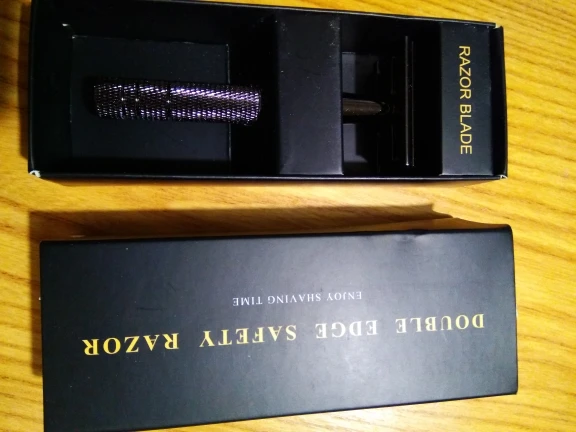 RAZOR BLADE
DOUBLE EDGE SAFETY RAZOR
ENJOY SHAVING TIME